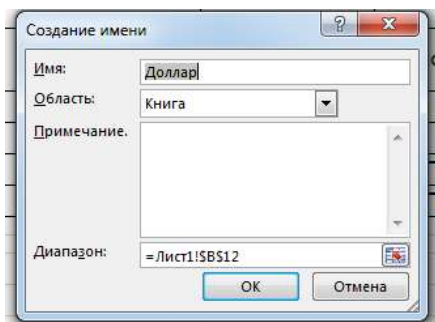 Создание имени
Имя:
Доллар
Область:
Книга
Примечание.
Диапазон:
=Лист1!$B$12
ОК
Отмена